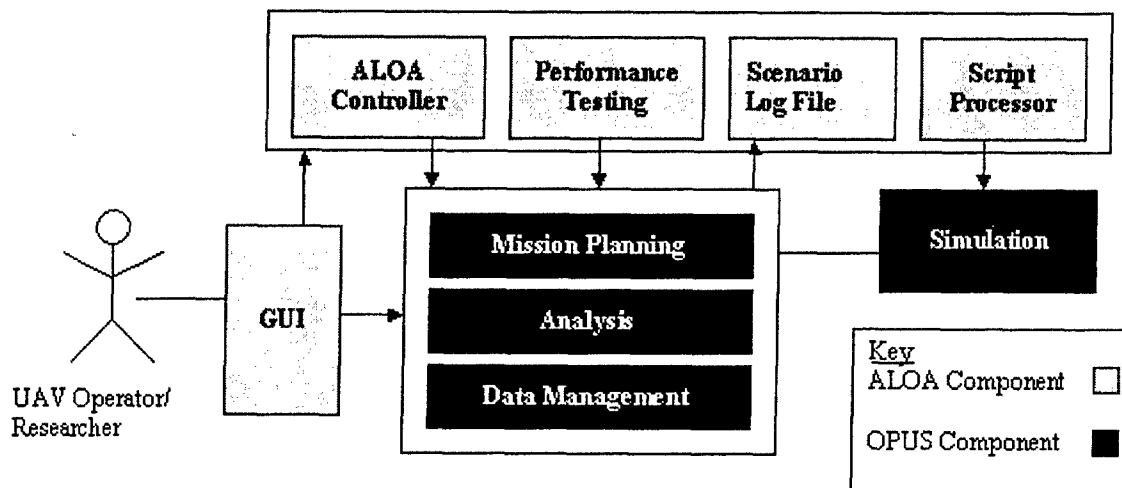 ALOA
Controller
Performance
Testing
Scenario
Log File
Script
Processor
Mission Planning
Simulation
GUI
Analysis
Data Management
UAV Operator/
Researcher
Key
ALOA Component
OPUS Component